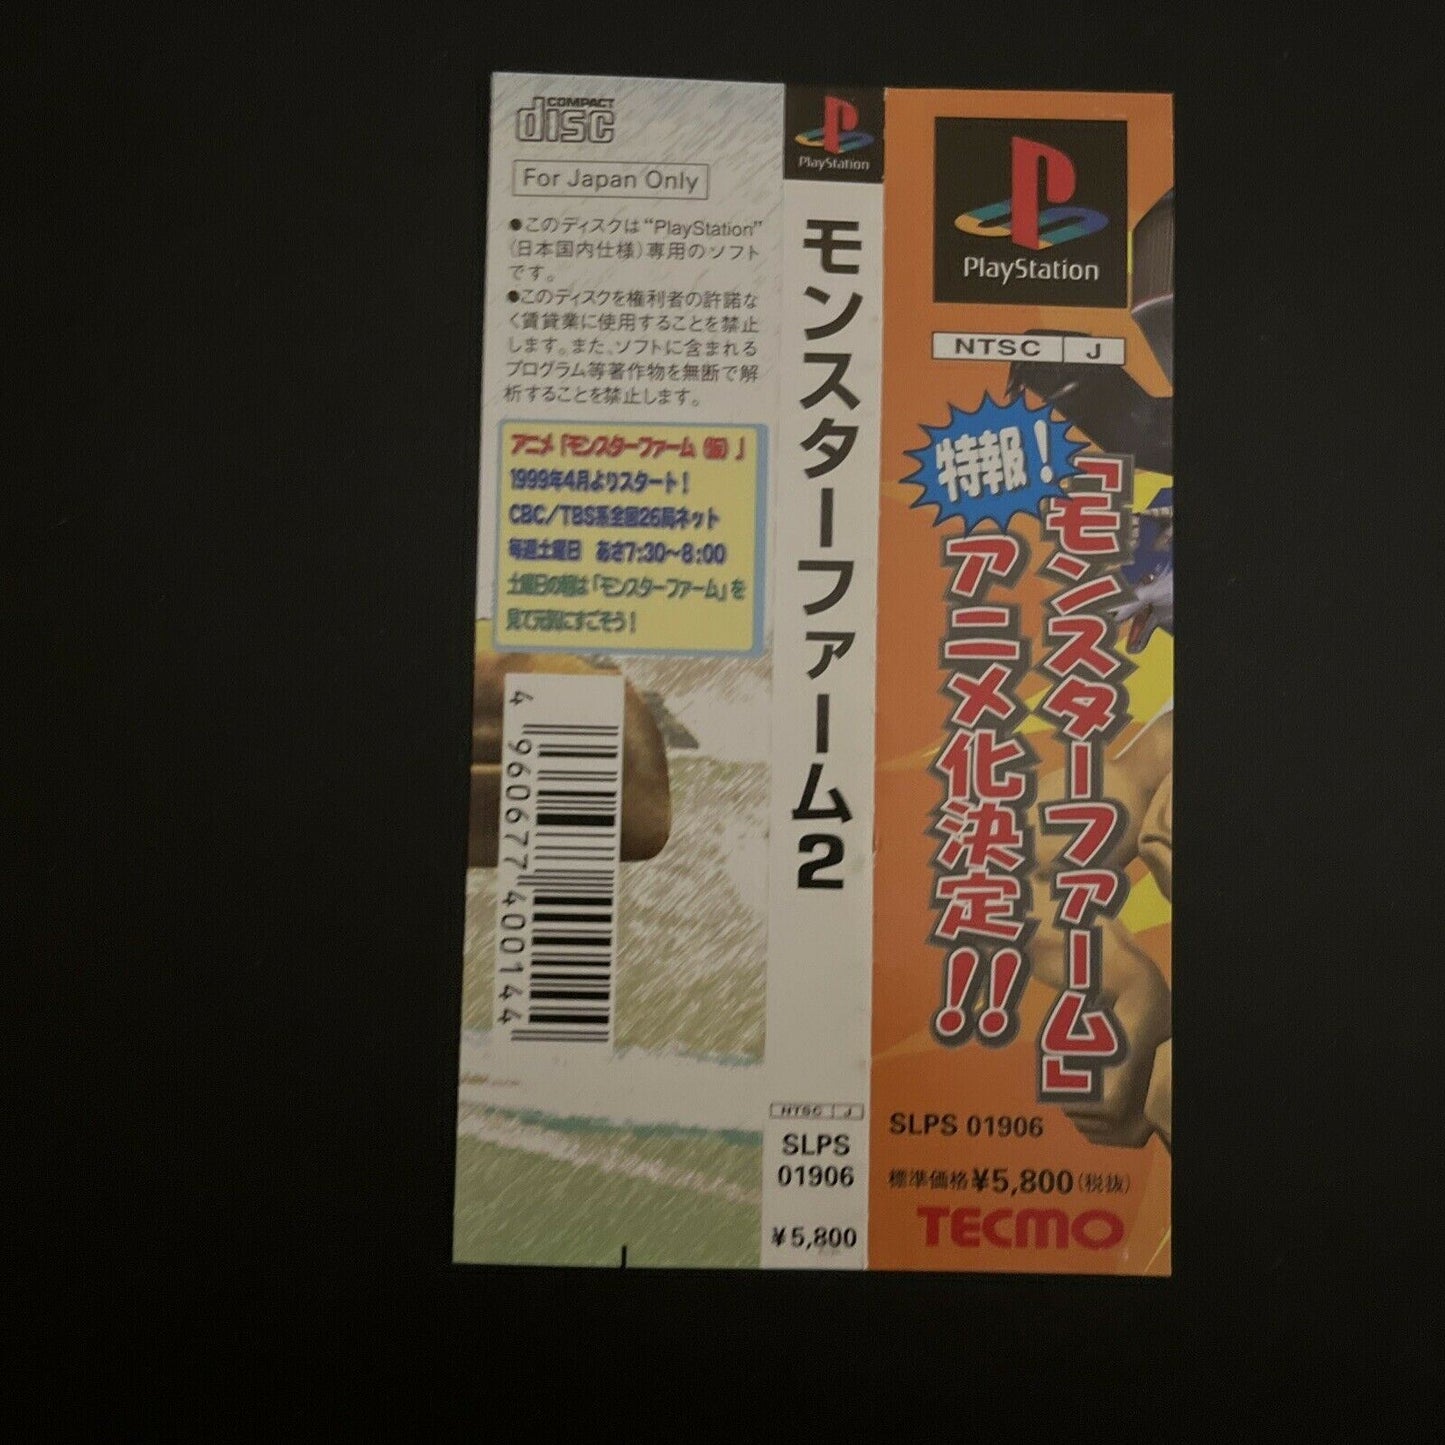 COMPACT
disc
For Japan Only
●このディスクは“PlayStation”
(日本国内仕様)専用のソフト
です。
●このディスクを権利者の許諾な
く賃貸業に使用することを禁止
します。また、ソフトに含まれる
プログラム等著作物を無断で解
析することを禁止します。
アニメ「モンスターファーム（仮）」
1999年4月よりスタート！
CBC／TBS系全国26局ネット
毎週土曜日 あさ7:30〜8:00
土曜日の朝は「モンスターファーム」を
見て元気にすごそう！
4 960677 400144
PlayStation
モンスターファーム2
NTSC J
SLPS
01906
¥5,800
PlayStation
NTSC J
特報！
「モンスターファーム」
アニメ化決定!!
SLPS 01906
標準価格¥5,800(税抜)
TECMO